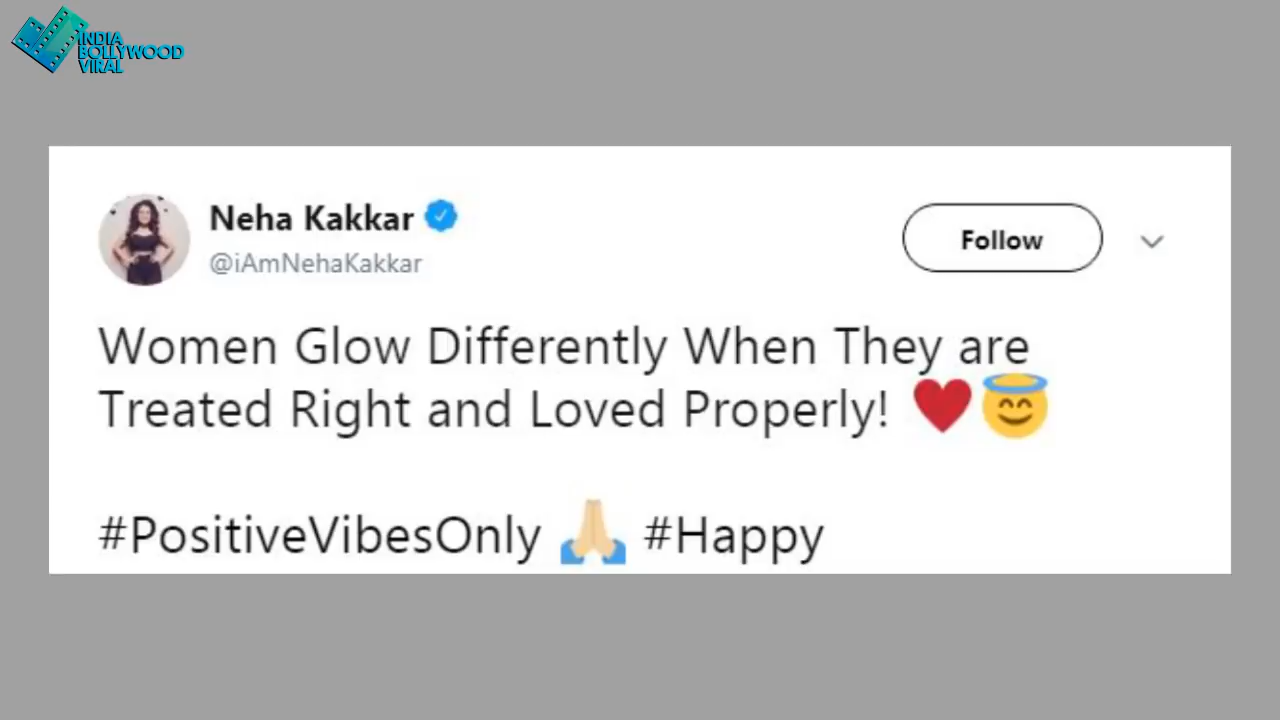 INDIA
BOLLYWOOD
VIRAL
Neha Kakkar
@iAmNehaKakkar
Follow
Women Glow Differently When They are
Treated Right and Loved Properly! ❤️😇
#PositiveVibesOnly 🙏🏼 #Happy